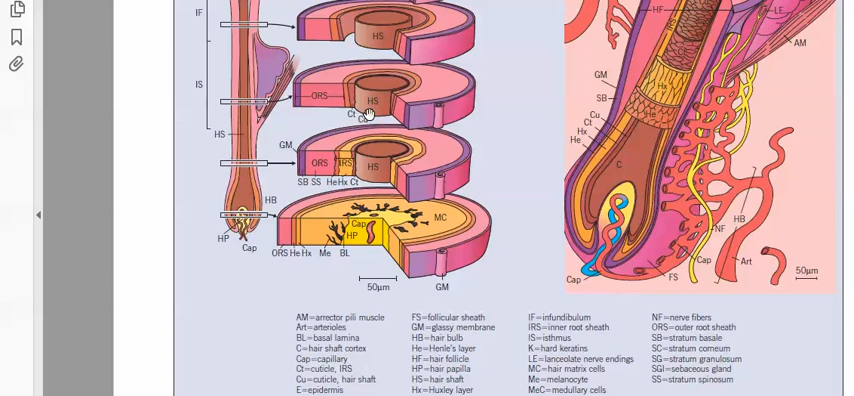 IF
HS
IS
ORS
HS
Ct
Cu
HS
GM
ORS
IRS
HS
SB SS HeHx Ct
HB
HP
Cap
Cap
HP
MC
ORS He Hx Me BL
50µm
GM
HF
LE
IRS
AM
GM
SB
Hx
He
Cu
Ct
Hx
He
C
HB
NF
Cap
Art
FS
Cap
50µm
AM=arrector pili muscle
Art=arterioles
BL=basal lamina
C=hair shaft cortex
Cap=capillary
Ct=cuticle, IRS
Cu=cuticle, hair shaft
E=epidermis
FS=follicular sheath
GM=glassy membrane
HB=hair bulb
He=Henle's layer
HF=hair follicle
HP=hair papilla
HS=hair shaft
Hx=Huxley layer
IF=infundibulum
IRS=inner root sheath
IS=isthmus
K=hard keratins
LE=lanceolate nerve endings
MC=hair matrix cells
Me=melanocyte
MeC=medullary cells
NF=nerve fibers
ORS=outer root sheath
SB=stratum basale
SC=stratum corneum
SG=stratum granulosum
SGl=sebaceous gland
SS=stratum spinosum